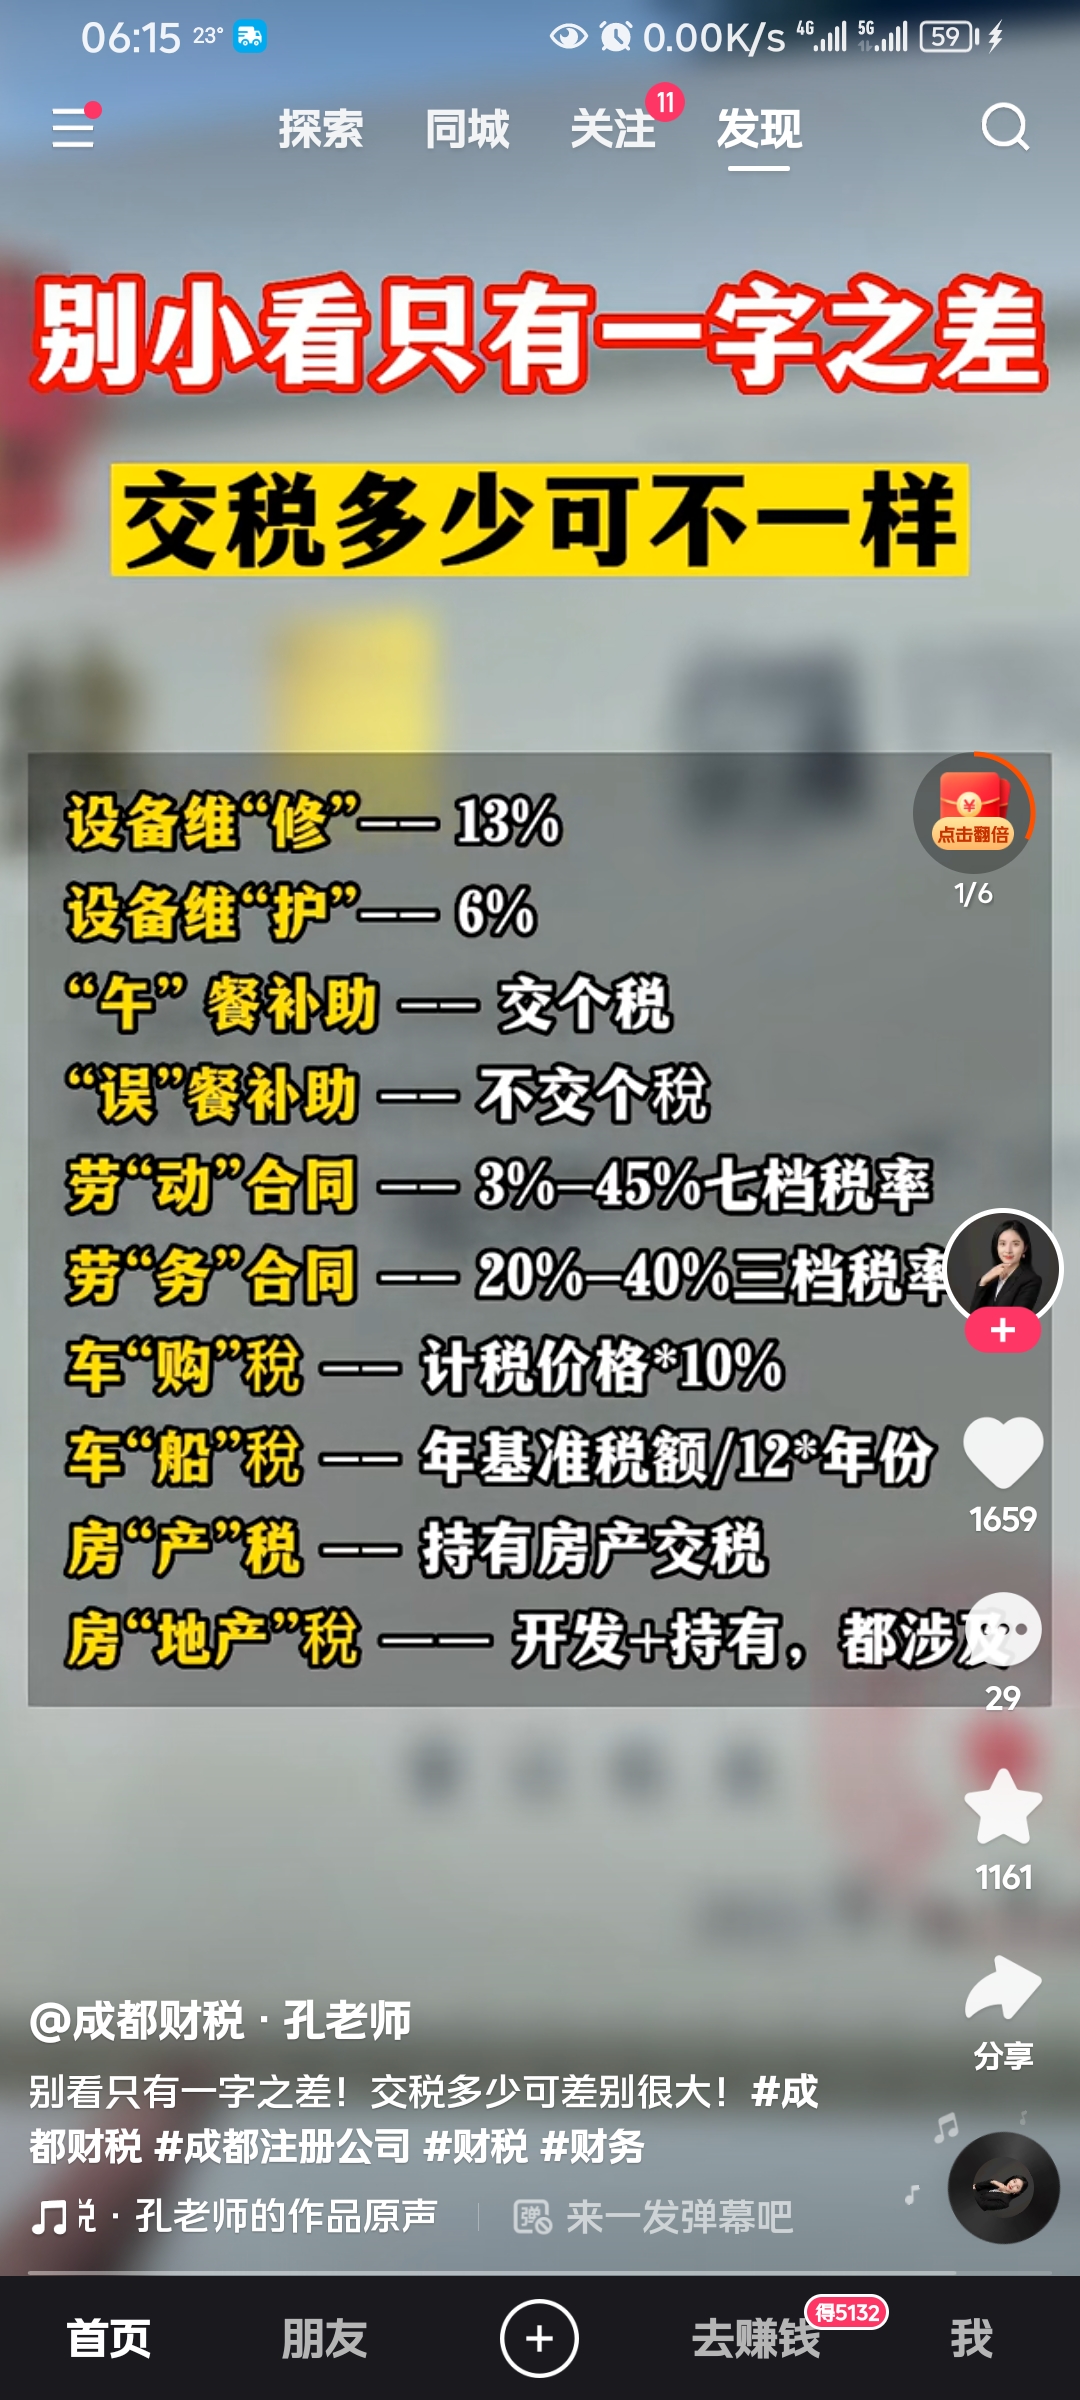 06:15 23° 0.00K/s 4G 5G 59
探索 同城 关注 11 发现
别小看只有一字之差
交税多少可不一样
设备维“修”—— 13%
设备维“护”—— 6%
“午” 餐补助 —— 交个税
“误”餐补助 —— 不交个税
劳“动”合同 —— 3%—45%七档税率
劳“务”合同 —— 20%—40%三档税率
车“购”税 —— 计税价格*10%
车“船”税 —— 年基准税额/12*年份
房“产”税 —— 持有房产交税
房“地产”税 —— 开发+持有，都涉及
点击翻倍
1/6
1659
29
1161
分享
@成都财税 · 孔老师
别看只有一字之差！交税多少可差别很大！#成
都财税 #成都注册公司 #财税 #财务
税 · 孔老师的作品原声
弹 来一发弹幕吧
首页 朋友 去赚钱 得5132 我